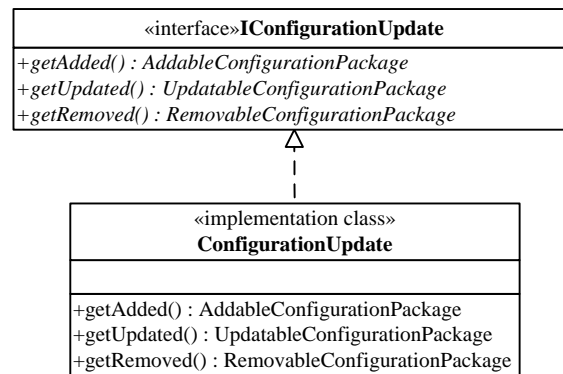 «interface»IConfigurationUpdate
+getAdded() : AddableConfigurationPackage
+getUpdated() : UpdatableConfigurationPackage
+getRemoved() : RemovableConfigurationPackage
«implementation class»
ConfigurationUpdate
+getAdded() : AddableConfigurationPackage
+getUpdated() : UpdatableConfigurationPackage
+getRemoved() : RemovableConfigurationPackage